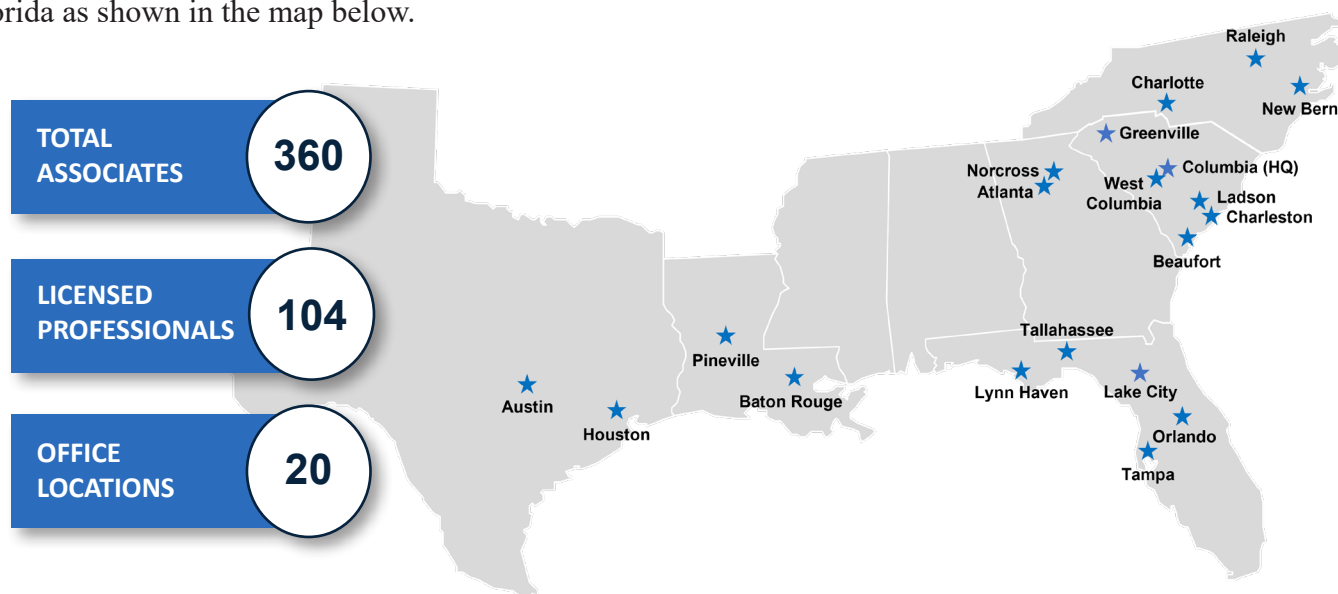 orida as shown in the map below.
TOTAL
ASSOCIATES
360
LICENSED
PROFESSIONALS
104
OFFICE
LOCATIONS
20
Raleigh
Charlotte
New Bern
Greenville
Norcross
Atlanta
Columbia (HQ)
West
Columbia
Ladson
Charleston
Beaufort
Tallahassee
Pineville
Lynn Haven
Lake City
Austin
Baton Rouge
Houston
Orlando
Tampa